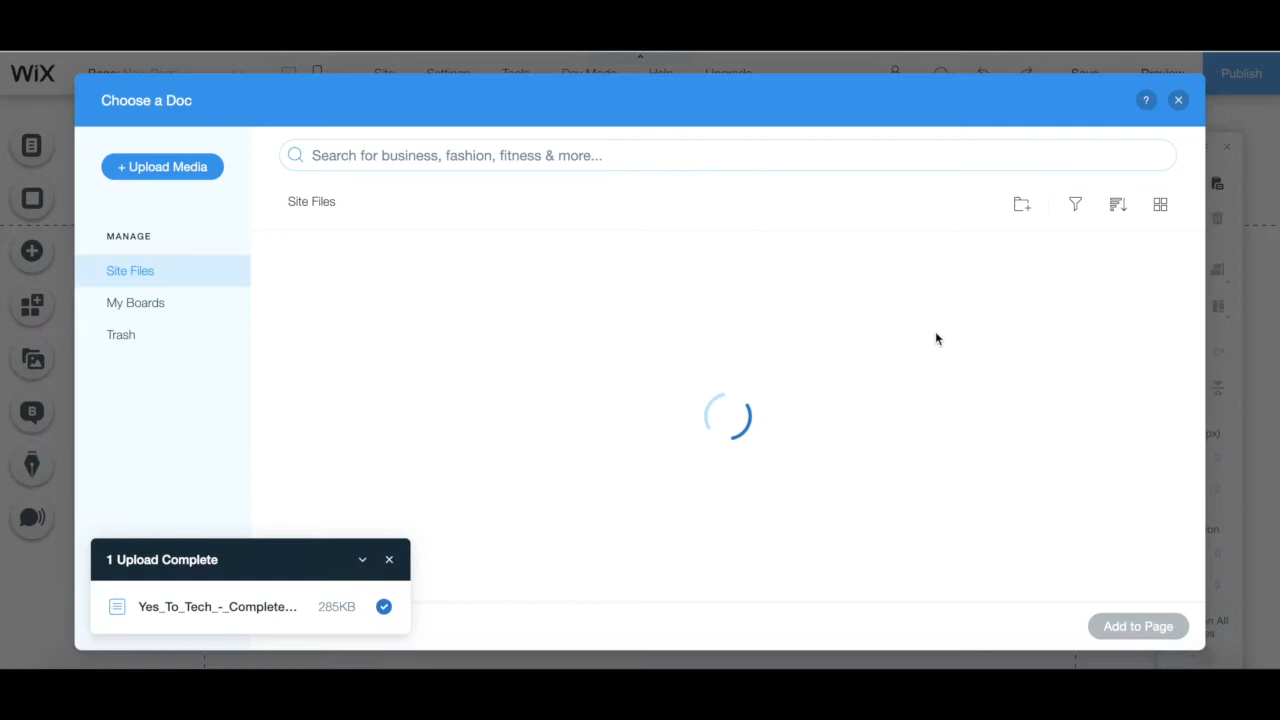 WiX
Publish
Choose a Doc
?
+ Upload Media
Search for business, fashion, fitness & more...
Site Files
MANAGE
Site Files
My Boards
Trash
B
1 Upload Complete
Yes_To_Tech_-_Complete... 285KB
Add to Page